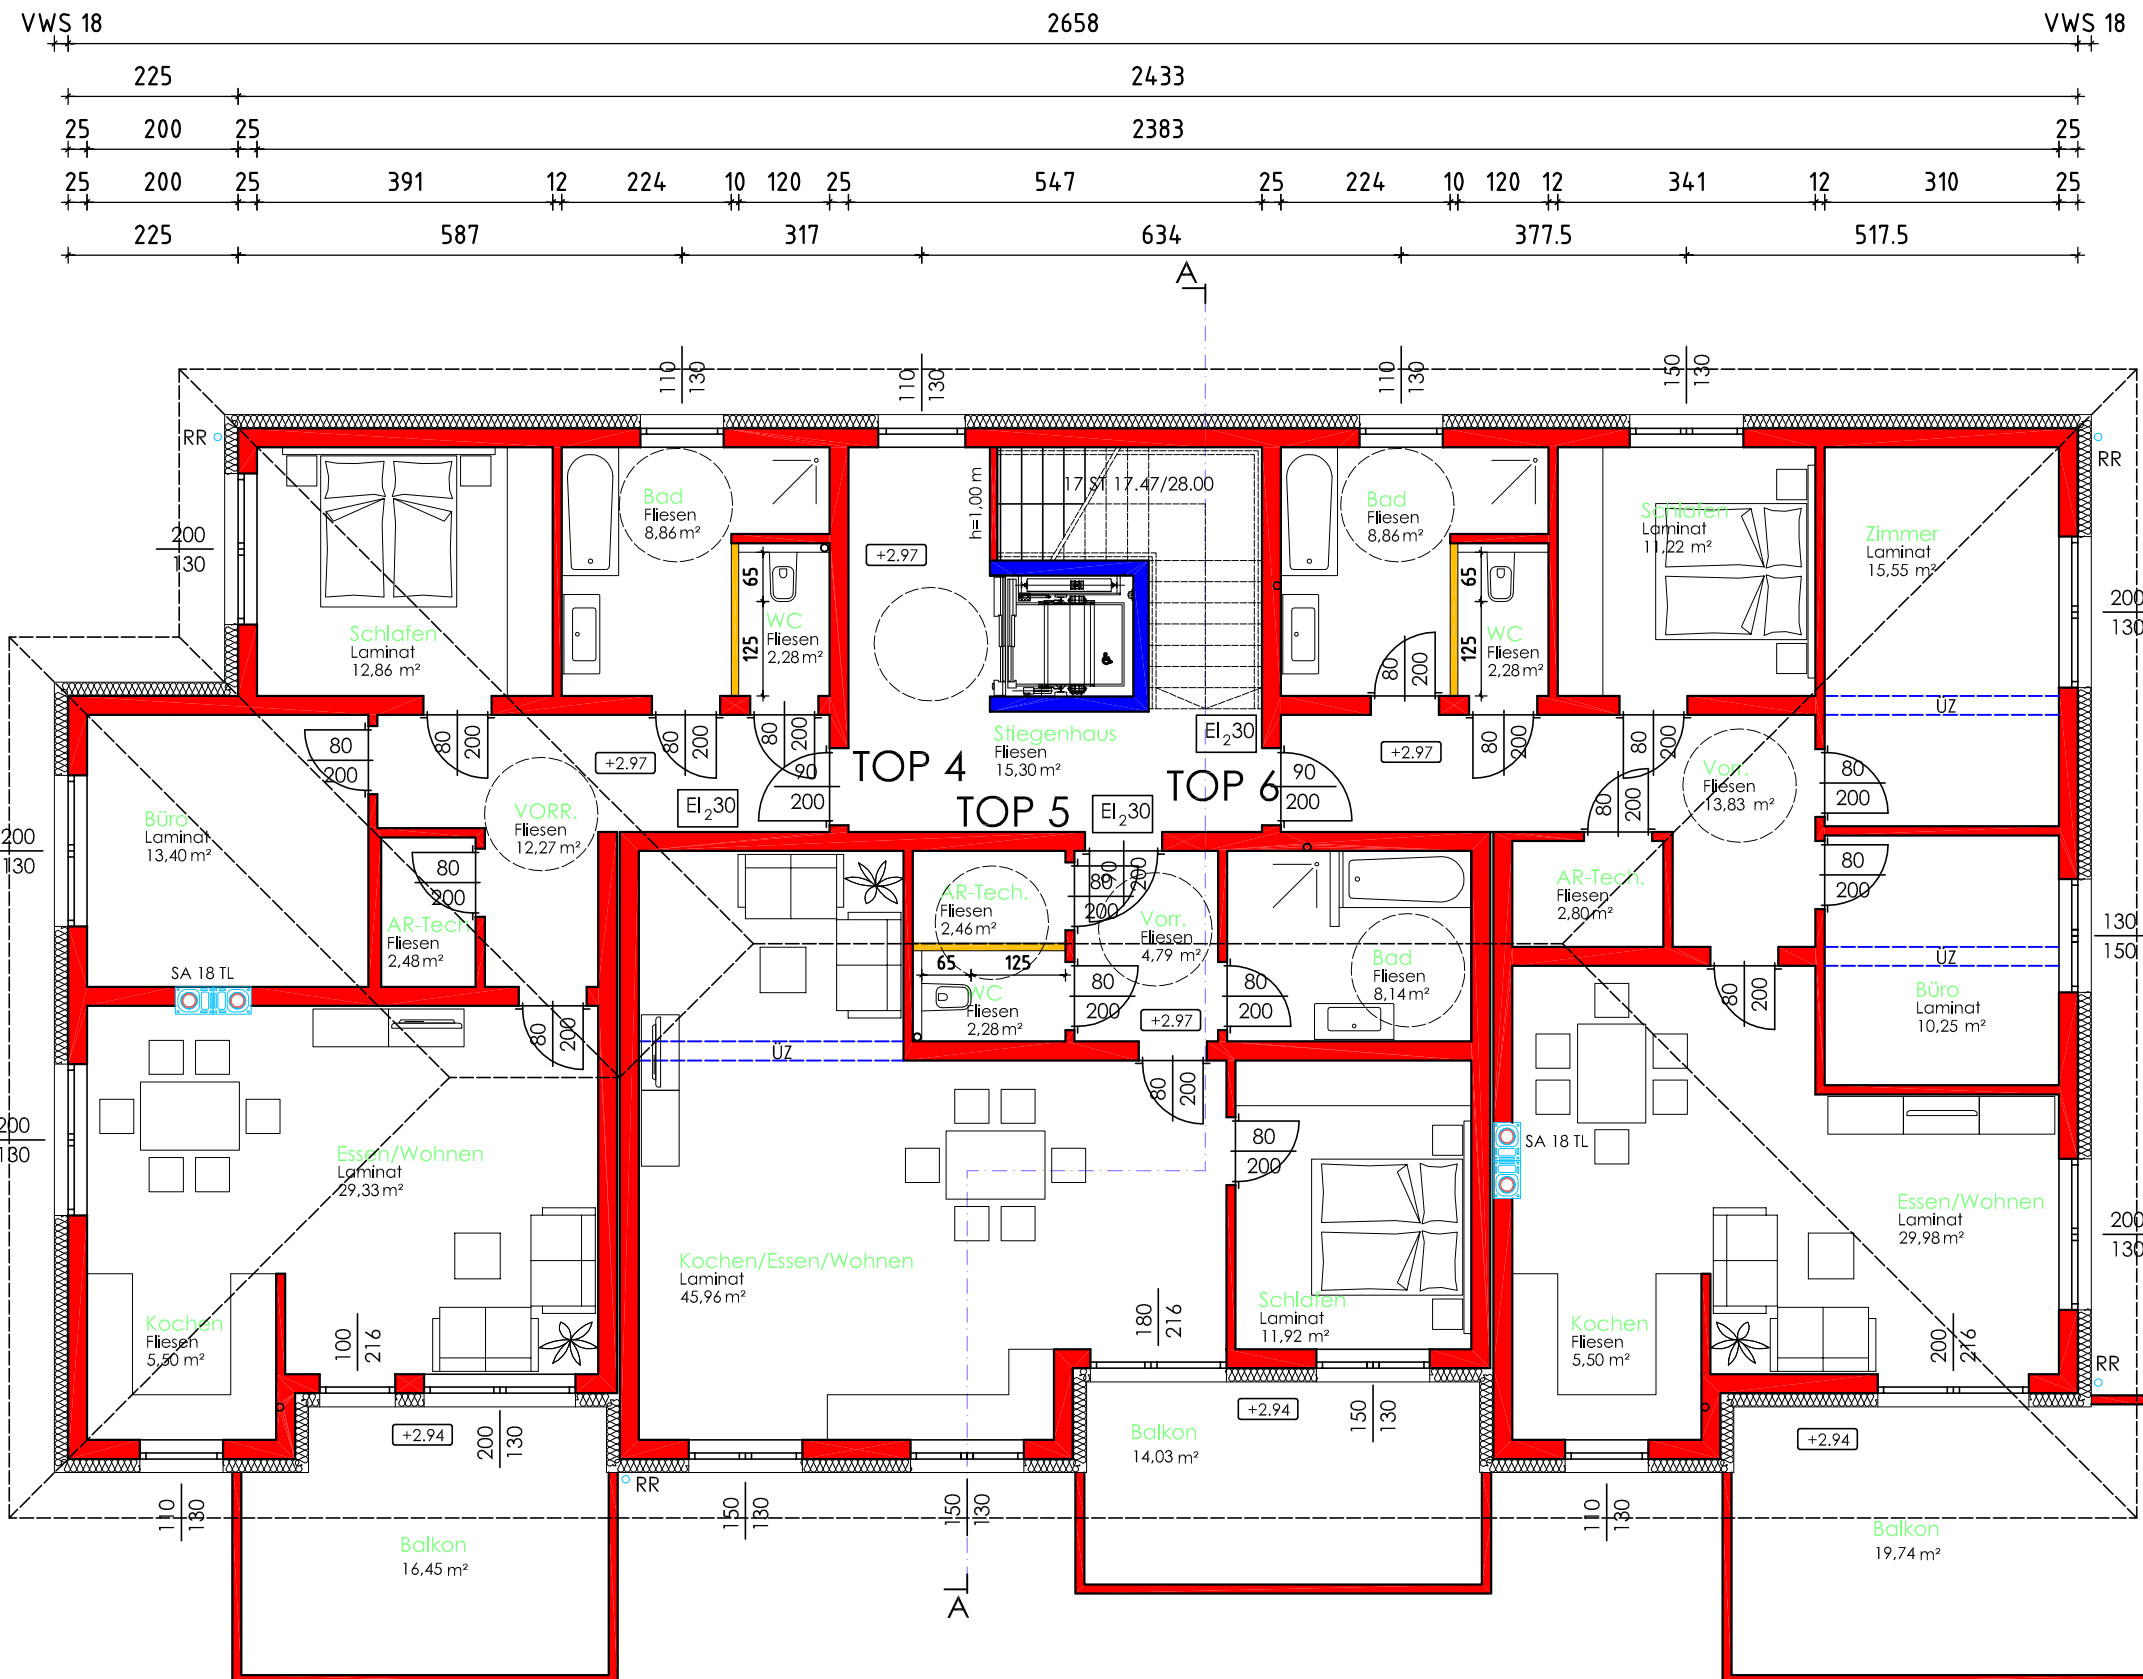 VWS 18
2658
VWS 18
225
2433
25 200 25
2383
25
25 200 25 391 12 224 10 120 25 547 25 224 10 120 12 341 12 310 25
225 587 317 634 377.5 517.5
A
110
130
110
130
110
130
150
130
RR
RR
17 ST 17.47/28.00
h=1,00 m
Bad
Fliesen
8,86 m²
Bad
Fliesen
8,86 m²
Schlafen
Laminat
11,22 m²
Zimmer
Laminat
15,55 m²
200
130
+2.97
65
125
65
125
200
130
Schlafen
Laminat
12,86 m²
WC
Fliesen
2,28 m²
WC
Fliesen
2,28 m²
80
200
ÜZ
80
200
80
200
80
200
80
200
+2.97
90
200
TOP 4
Stiegenhaus
Fliesen
15,30 m²
EI₂30
TOP 6
TOP 5
90
200
+2.97
80
200
80
200
80
200
Vorr.
Fliesen
13,83 m²
80
200
EI₂30
EI₂30
Büro
Laminat
13,40 m²
200
130
VORR.
Fliesen
12,27 m²
80
200
AR-Tech.
Fliesen
2,48 m²
AR-Tech.
Fliesen
2,46 m²
80
200
90
200
Vorr.
Fliesen
4,79 m²
Bad
Fliesen
8,14 m²
AR-Tech.
Fliesen
2,80 m²
80
200
130
150
ÜZ
Büro
Laminat
10,25 m²
SA 18 TL
65 125
WC
Fliesen
2,28 m²
80
200
80
200
+2.97
80
200
80
200
ÜZ
80
200
200
130
Essen/Wohnen
Laminat
29,33 m²
80
200
SA 18 TL
Essen/Wohnen
Laminat
29,98 m²
200
130
Kochen/Essen/Wohnen
Laminat
45,96 m²
Schlafen
Laminat
11,92 m²
Kochen
Fliesen
5,50 m²
100
216
180
216
Kochen
Fliesen
5,50 m²
200
216
RR
+2.94
200
130
+2.94
150
130
+2.94
Balkon
14,03 m²
RR
110
130
150
130
150
130
110
130
Balkon
16,45 m²
Balkon
19,74 m²
A